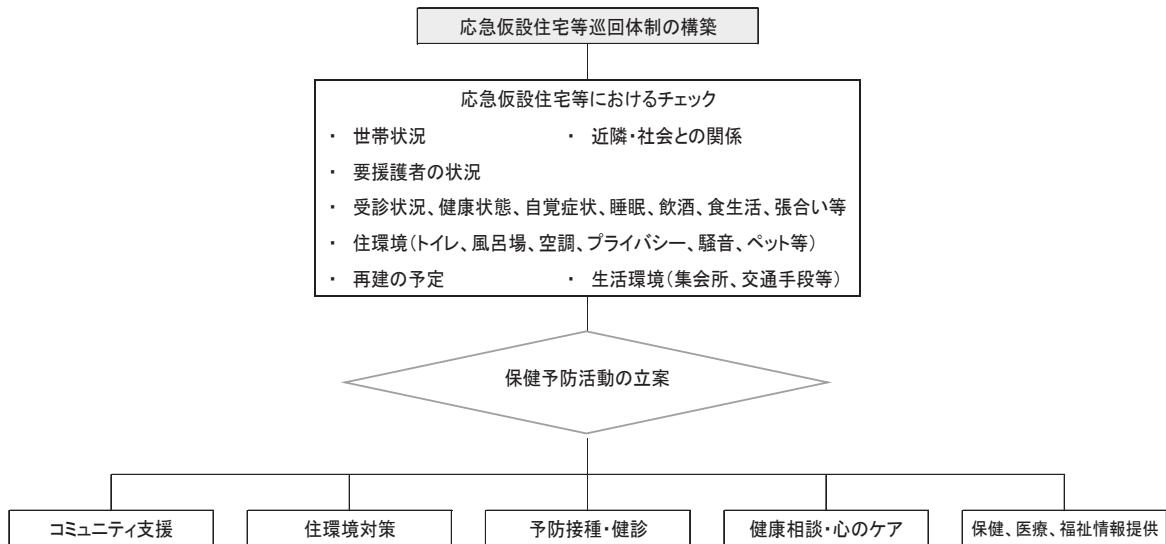 応急仮設住宅等巡回体制の構築
応急仮設住宅等におけるチェック
・ 世帯状況 ・ 近隣・社会との関係
・ 要援護者の状況
・ 受診状況、健康状態、自覚症状、睡眠、飲酒、食生活、張合い等
・ 住環境(トイレ、風呂場、空調、プライバシー、騒音、ペット等)
・ 再建の予定 ・ 生活環境(集会所、交通手段等)
保健予防活動の立案
コミュニティ支援
住環境対策
予防接種・健診
健康相談・心のケア
保健、医療、福祉情報提供